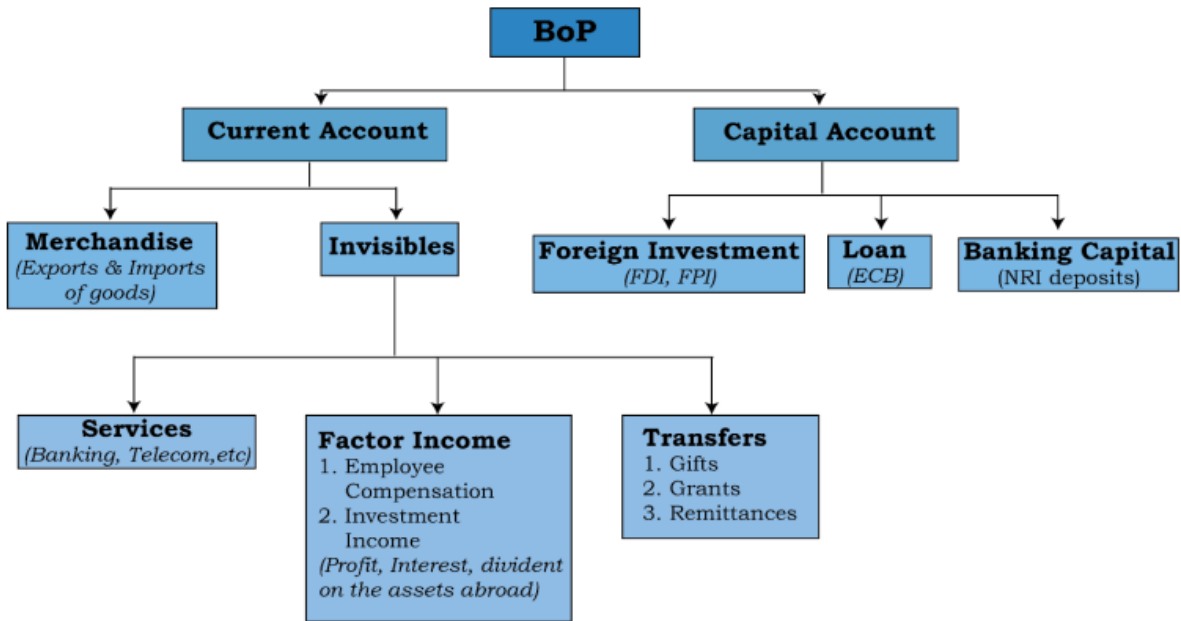 BoP
Current Account
Capital Account
Merchandise
(Exports & Imports
of goods)
Invisibles
Foreign Investment
(FDI, FPI)
Loan
(ECB)
Banking Capital
(NRI deposits)
Services
(Banking, Telecom,etc)
Factor Income
1. Employee
Compensation
2. Investment
Income
(Profit, Interest, divident
on the assets abroad)
Transfers
1. Gifts
2. Grants
3. Remittances